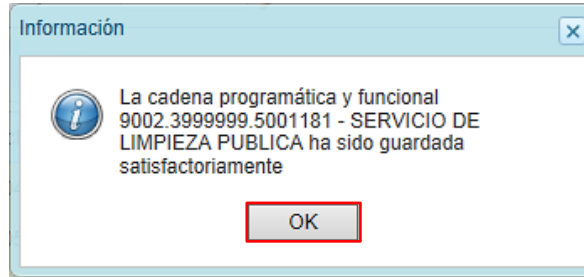 Información
La cadena programática y funcional
9002.3999999.5001181 - SERVICIO DE
LIMPIEZA PUBLICA ha sido guardada
satisfactoriamente
OK